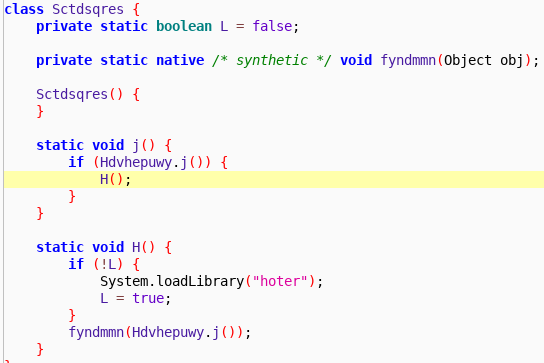 class Sctdsqres {
private static boolean L = false;
private static native /* synthetic */ void fyndmmn(Object obj);
Sctdsqres() {
}
static void j() {
if (Hdvhepuwy.j()) {
H();
}
}
static void H() {
if (!L) {
System.loadLibrary("hoter");
L = true;
}
fyndmmn(Hdvhepuwy.j());
}
}